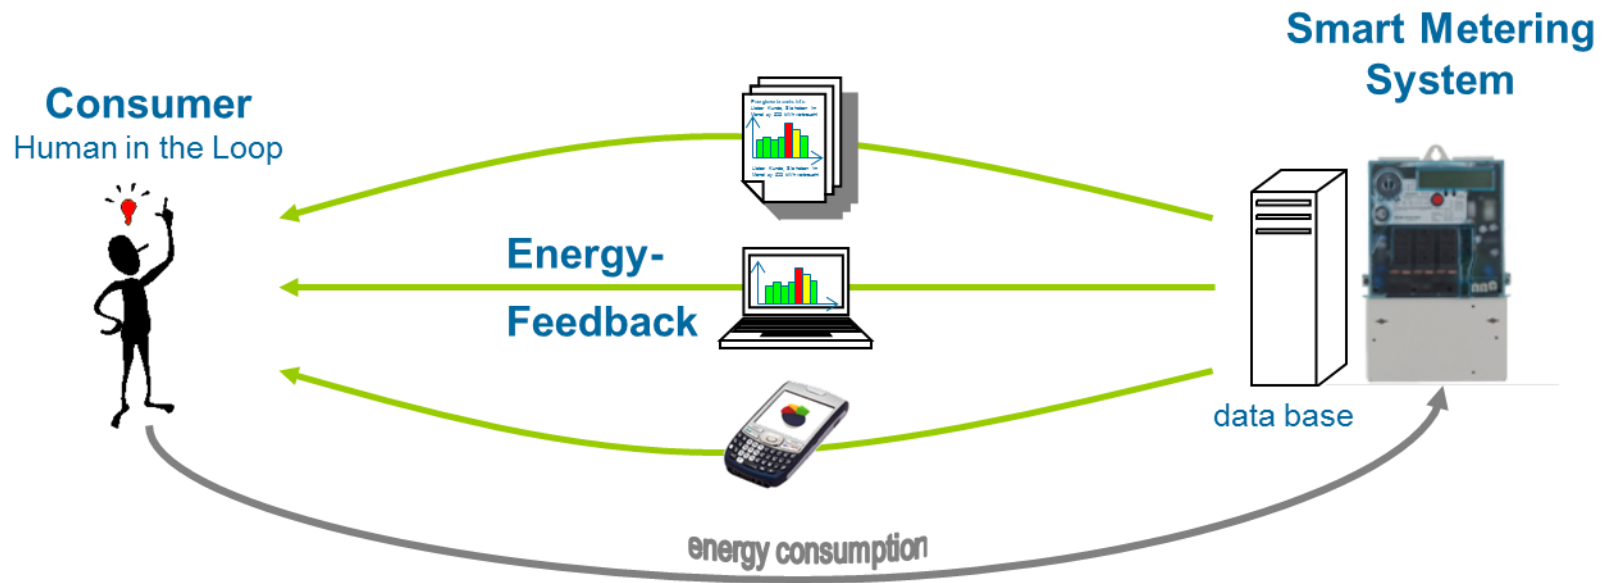 Smart Metering
System
Consumer
Human in the Loop
Energy-
Feedback
data base
energy consumption